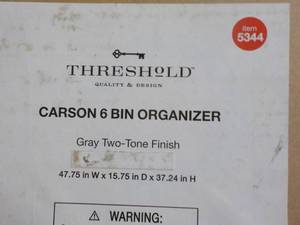 item
5344
THRESHOLD™
QUALITY & DESIGN
CARSON 6 BIN ORGANIZER
Gray Two-Tone Finish
47.75 in W x 15.75 in D x 37.24 in H
⚠ WARNING: